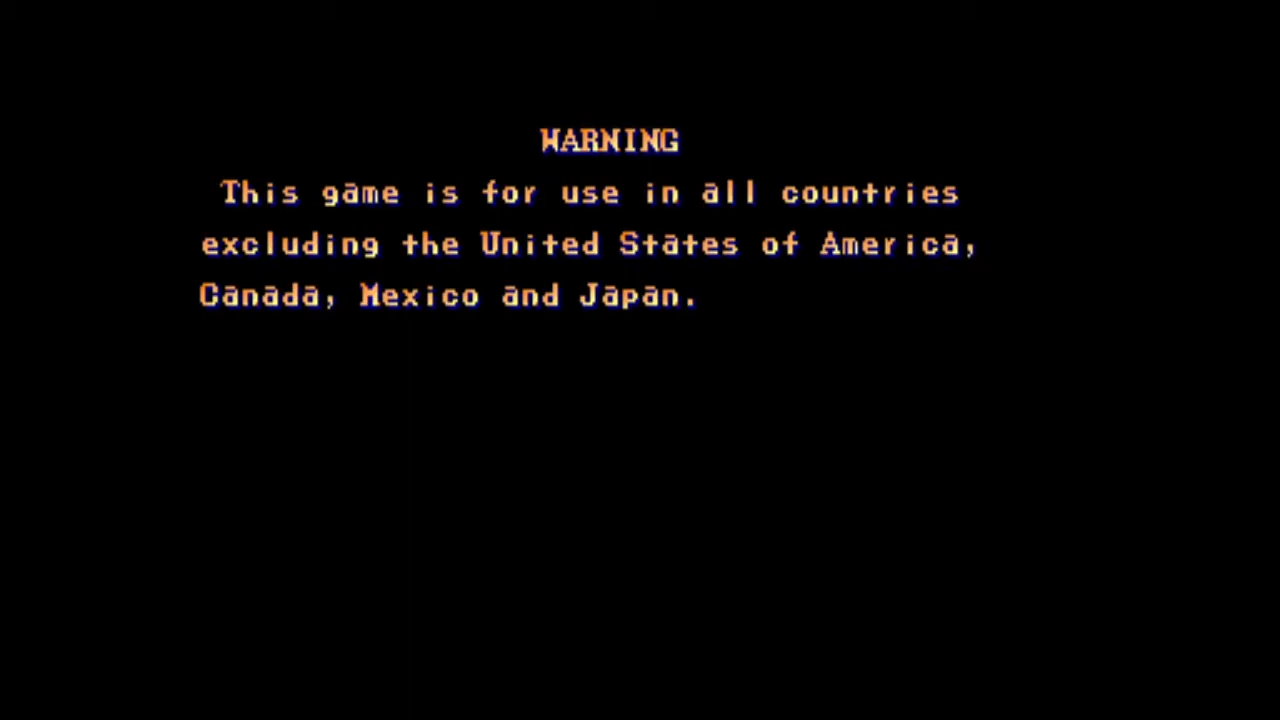 WARNING
This game is for use in all countries
excluding the United States of America,
Canada, Mexico and Japan.